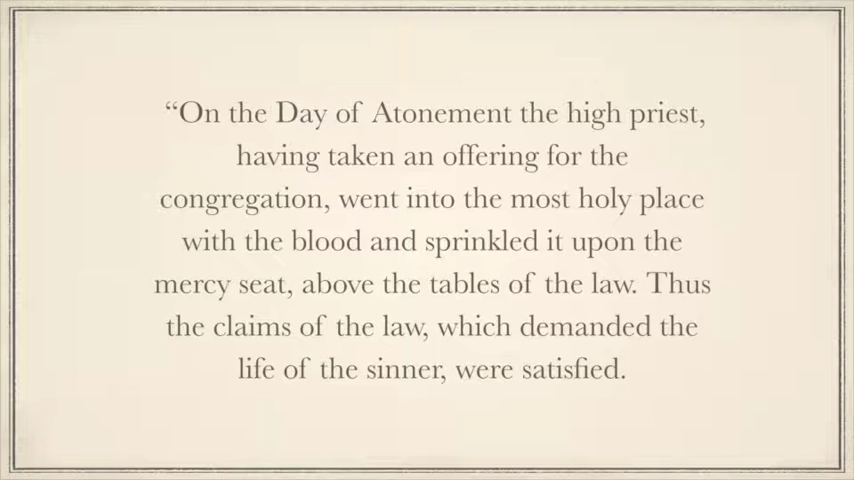 “On the Day of Atonement the high priest,
having taken an offering for the
congregation, went into the most holy place
with the blood and sprinkled it upon the
mercy seat, above the tables of the law. Thus
the claims of the law, which demanded the
life of the sinner, were satisfied.